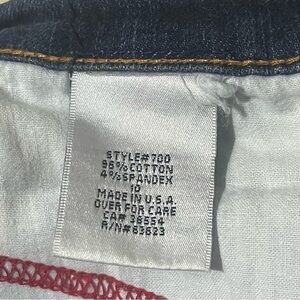 STYLE#700
96%COTTON
4%SPANDEX
10
MADE IN U.S.A.
OVER FOR CARE
CA# 38554
R/N#63623